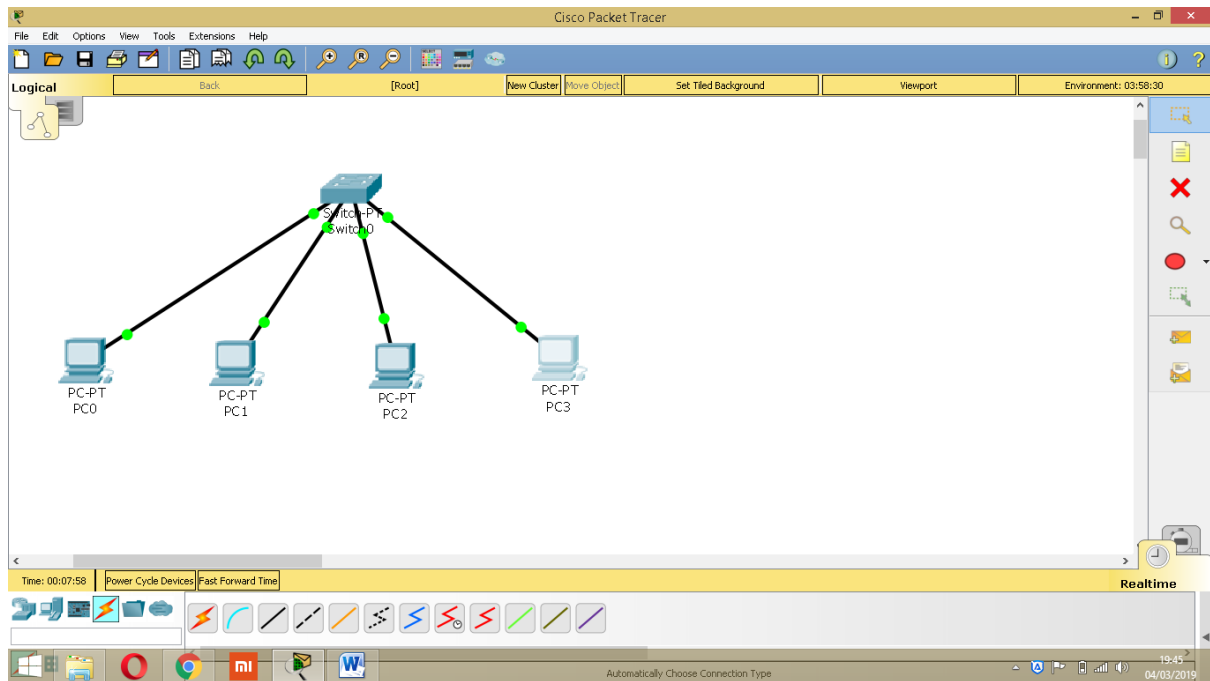 Cisco Packet Tracer
File Edit Options View Tools Extensions Help
Logical Back [Root] New Cluster Move Object Set Tiled Background Viewport Environment: 03:58:30
Switch-PT
Switch0
PC-PT
PC0
PC-PT
PC1
PC-PT
PC2
PC-PT
PC3
Time: 00:07:58 Power Cycle Devices Fast Forward Time Realtime
Automatically Choose Connection Type
19:45
04/03/2019